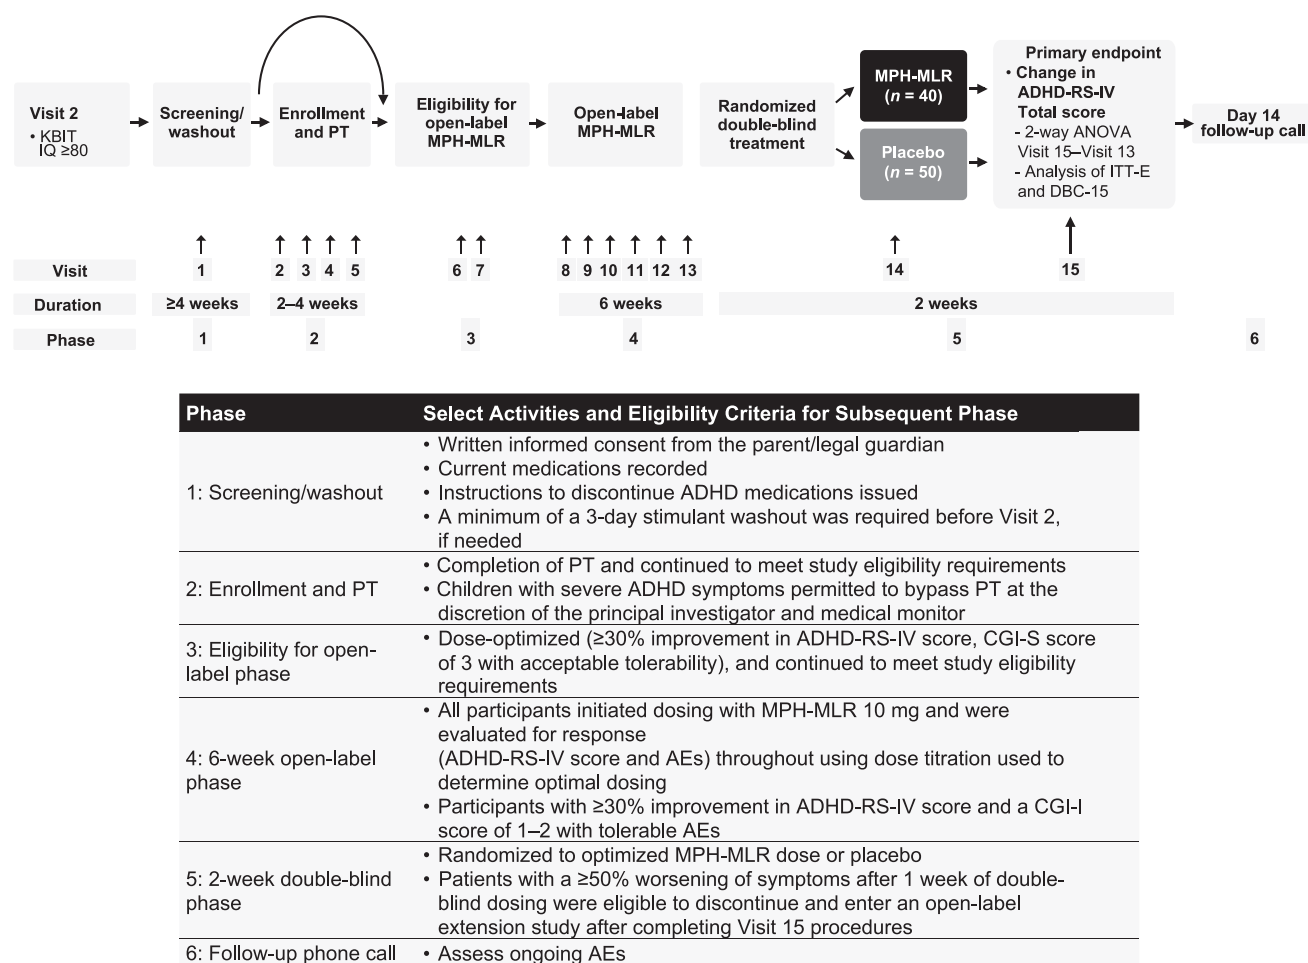 Visit 2
• KBIT
IQ ≥80
Screening/
washout
Enrollment
and PT
Eligibility for
open-label
MPH-MLR
Open-label
MPH-MLR
Randomized
double-blind
treatment
MPH-MLR
(n = 40)
Placebo
(n = 50)
Primary endpoint
• Change in
ADHD-RS-IV
Total score
- 2-way ANOVA
Visit 15–Visit 13
- Analysis of ITT-E
and DBC-15
Day 14
follow-up call
Visit 1 2 3 4 5 6 7 8 9 10 11 12 13 14 15
Duration ≥4 weeks 2–4 weeks 6 weeks 2 weeks
Phase 1 2 3 4 5 6
Phase Select Activities and Eligibility Criteria for Subsequent Phase
1: Screening/washout
• Written informed consent from the parent/legal guardian
• Current medications recorded
• Instructions to discontinue ADHD medications issued
• A minimum of a 3-day stimulant washout was required before Visit 2,
if needed
2: Enrollment and PT
• Completion of PT and continued to meet study eligibility requirements
• Children with severe ADHD symptoms permitted to bypass PT at the
discretion of the principal investigator and medical monitor
3: Eligibility for open-
label phase
• Dose-optimized (≥30% improvement in ADHD-RS-IV score, CGI-S score
of 3 with acceptable tolerability), and continued to meet study eligibility
requirements
4: 6-week open-label
phase
• All participants initiated dosing with MPH-MLR 10 mg and were
evaluated for response
(ADHD-RS-IV score and AEs) throughout using dose titration used to
determine optimal dosing
• Participants with ≥30% improvement in ADHD-RS-IV score and a CGI-I
score of 1–2 with tolerable AEs
5: 2-week double-blind
phase
• Randomized to optimized MPH-MLR dose or placebo
• Patients with a ≥50% worsening of symptoms after 1 week of double-
blind dosing were eligible to discontinue and enter an open-label
extension study after completing Visit 15 procedures
6: Follow-up phone call
• Assess ongoing AEs